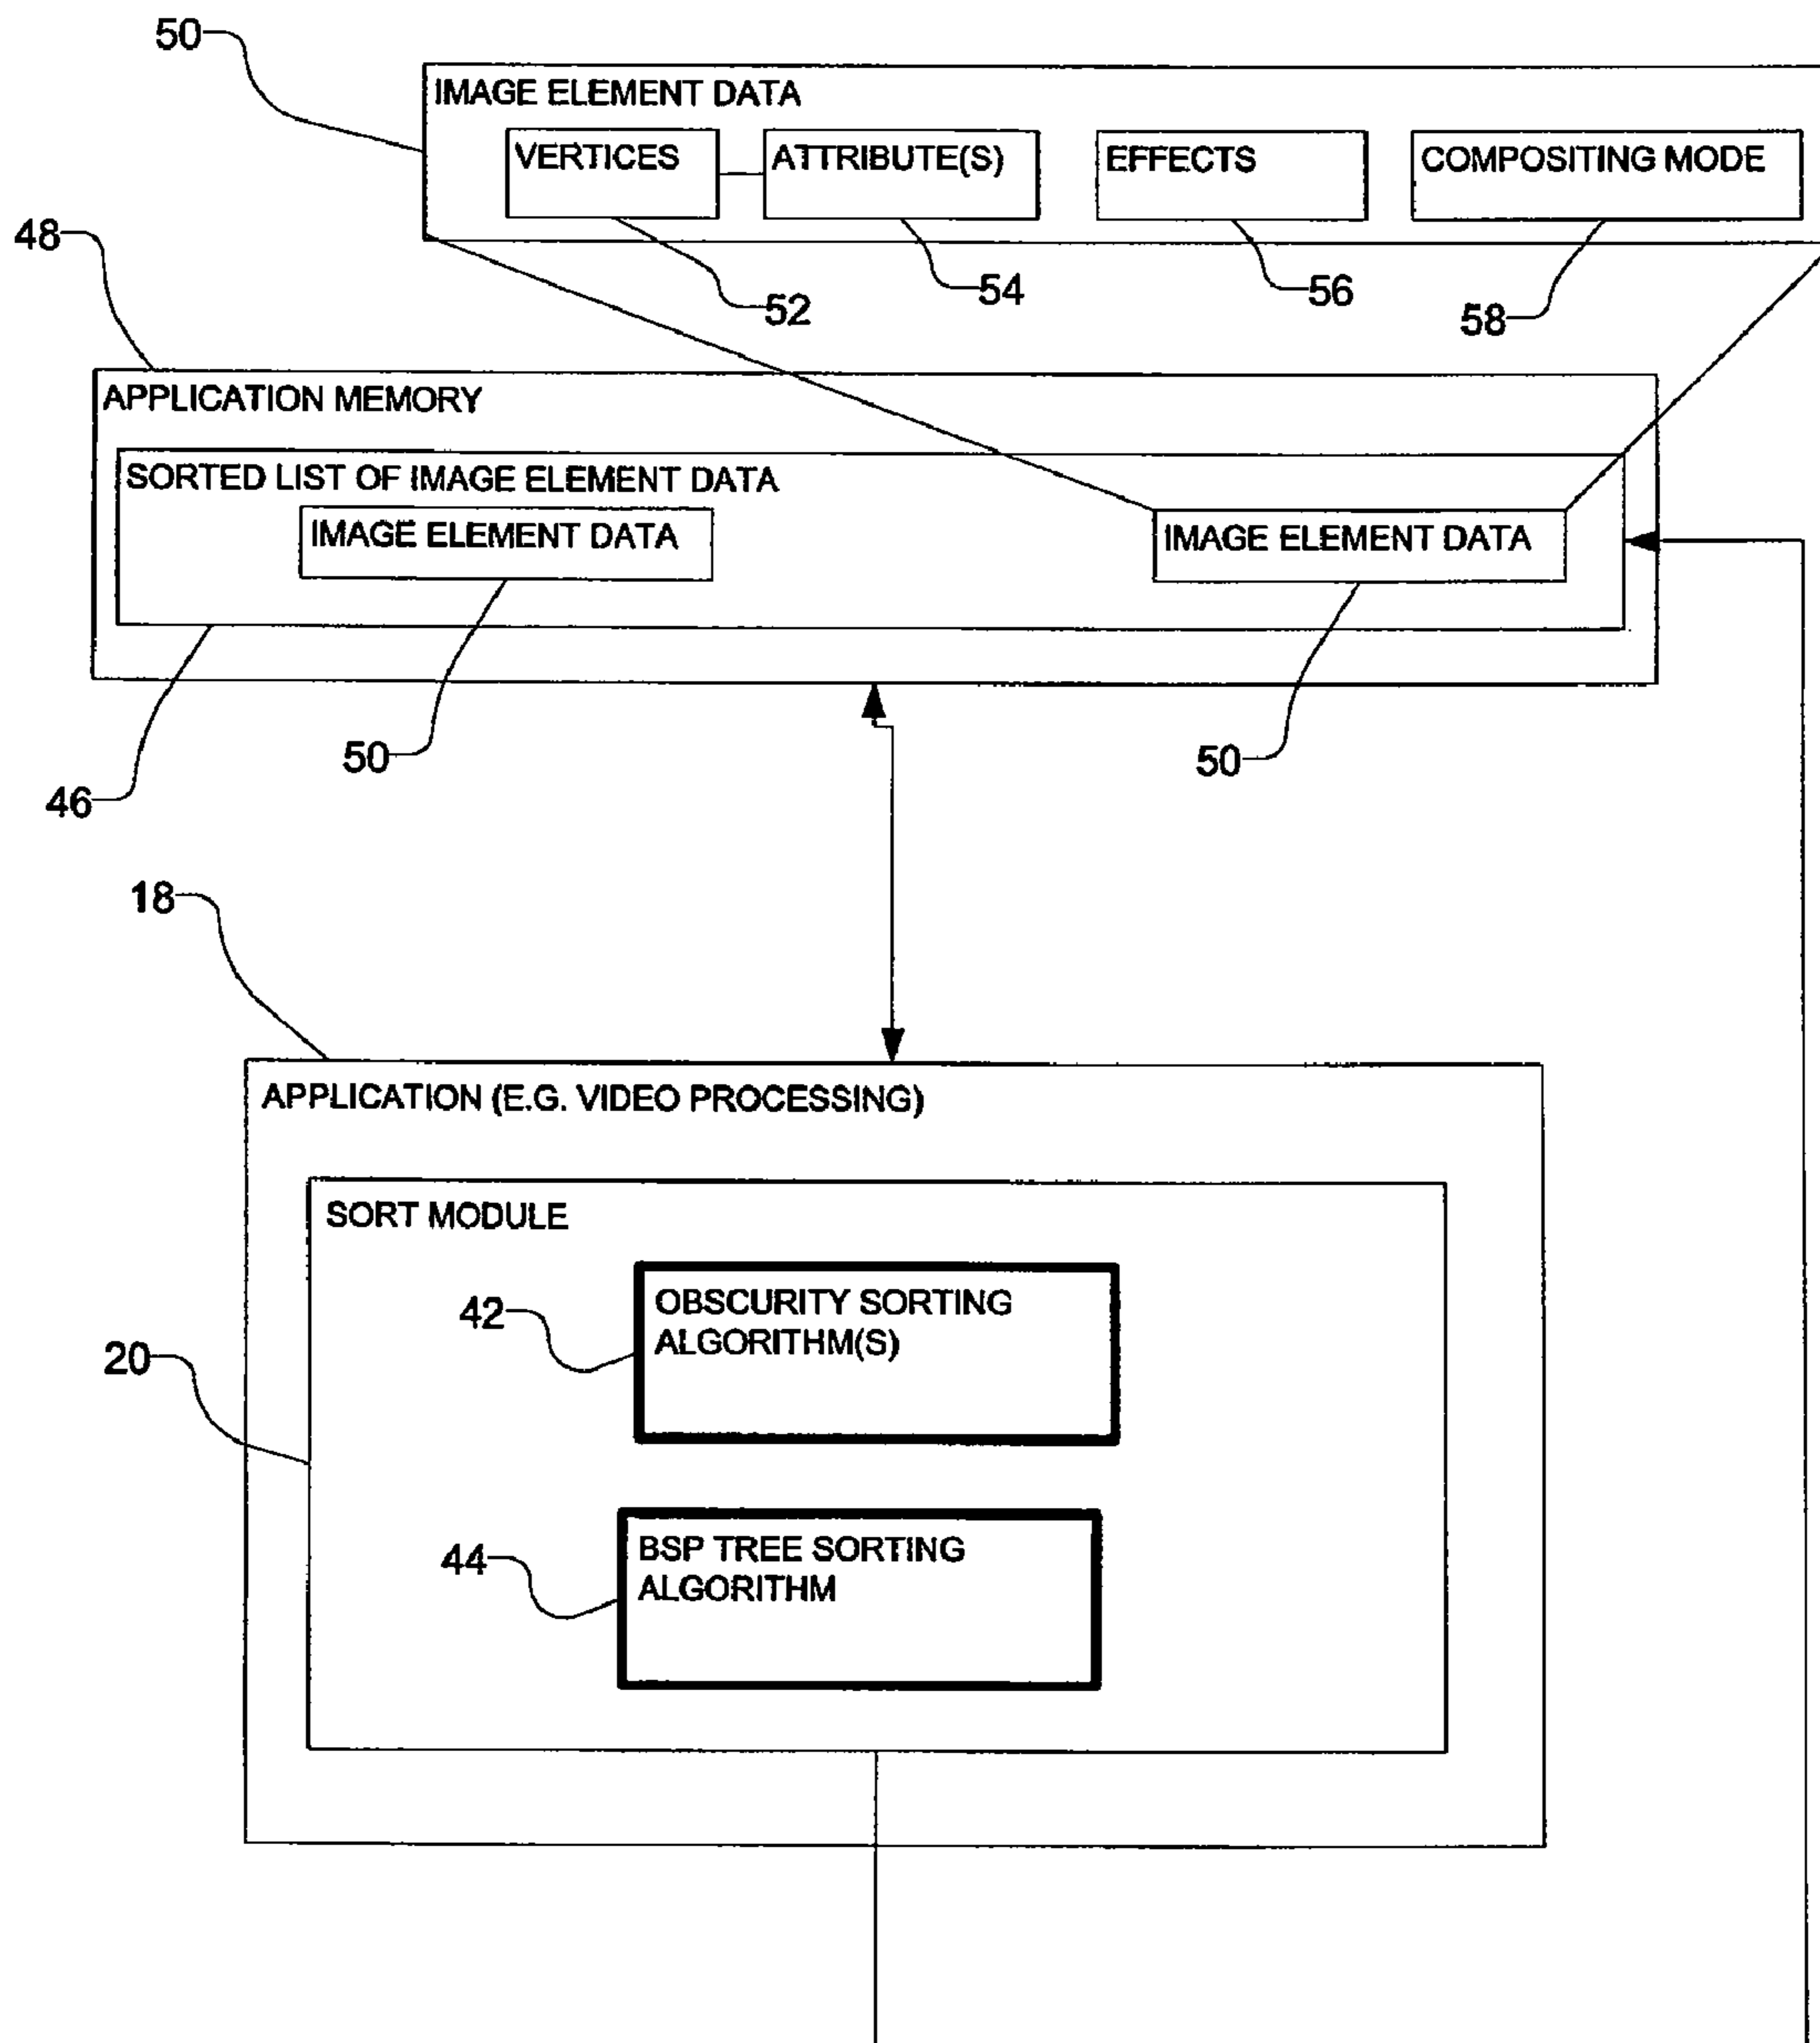 50
IMAGE ELEMENT DATA
VERTICES
ATTRIBUTE(S)
EFFECTS
COMPOSITING MODE
48
52
54
56
58
APPLICATION MEMORY
SORTED LIST OF IMAGE ELEMENT DATA
IMAGE ELEMENT DATA
IMAGE ELEMENT DATA
50
50
46
18
APPLICATION (E.G. VIDEO PROCESSING)
SORT MODULE
42
OBSCURITY SORTING
ALGORITHM(S)
20
44
BSP TREE SORTING
ALGORITHM